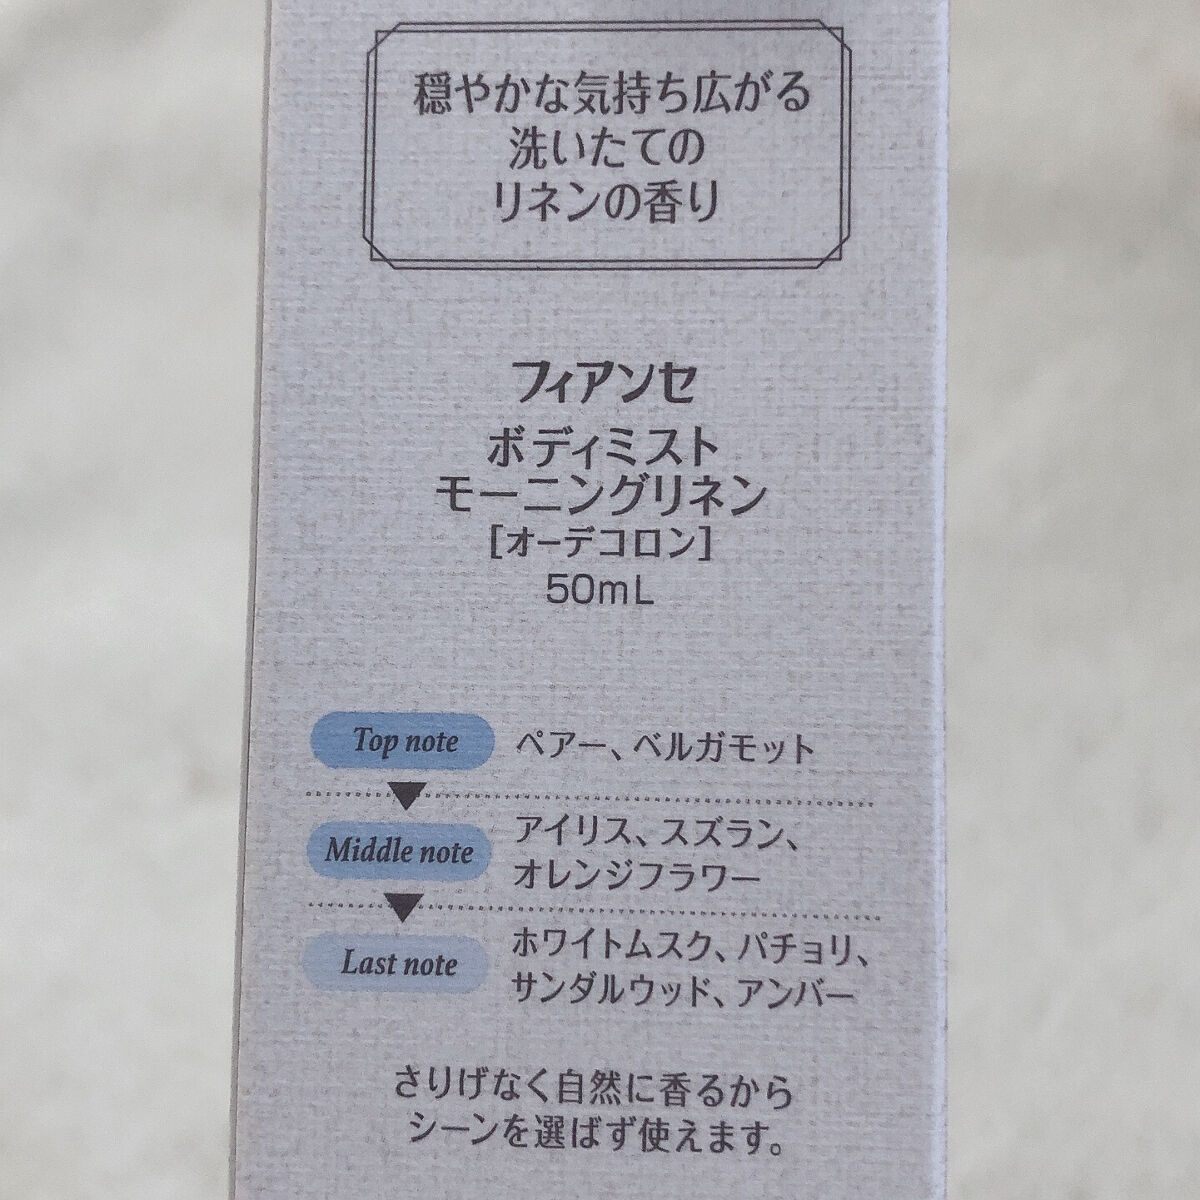 穏やかな気持ち広がる
洗いたての
リネンの香り
フィアンセ
ボディミスト
モーニングリネン
[オーデコロン]
50mL
Top note ペアー、ベルガモット
Middle note アイリス、スズラン、
オレンジフラワー
Last note ホワイトムスク、パチョリ、
サンダルウッド、アンバー
さりげなく自然に香るから
シーンを選ばず使えます。